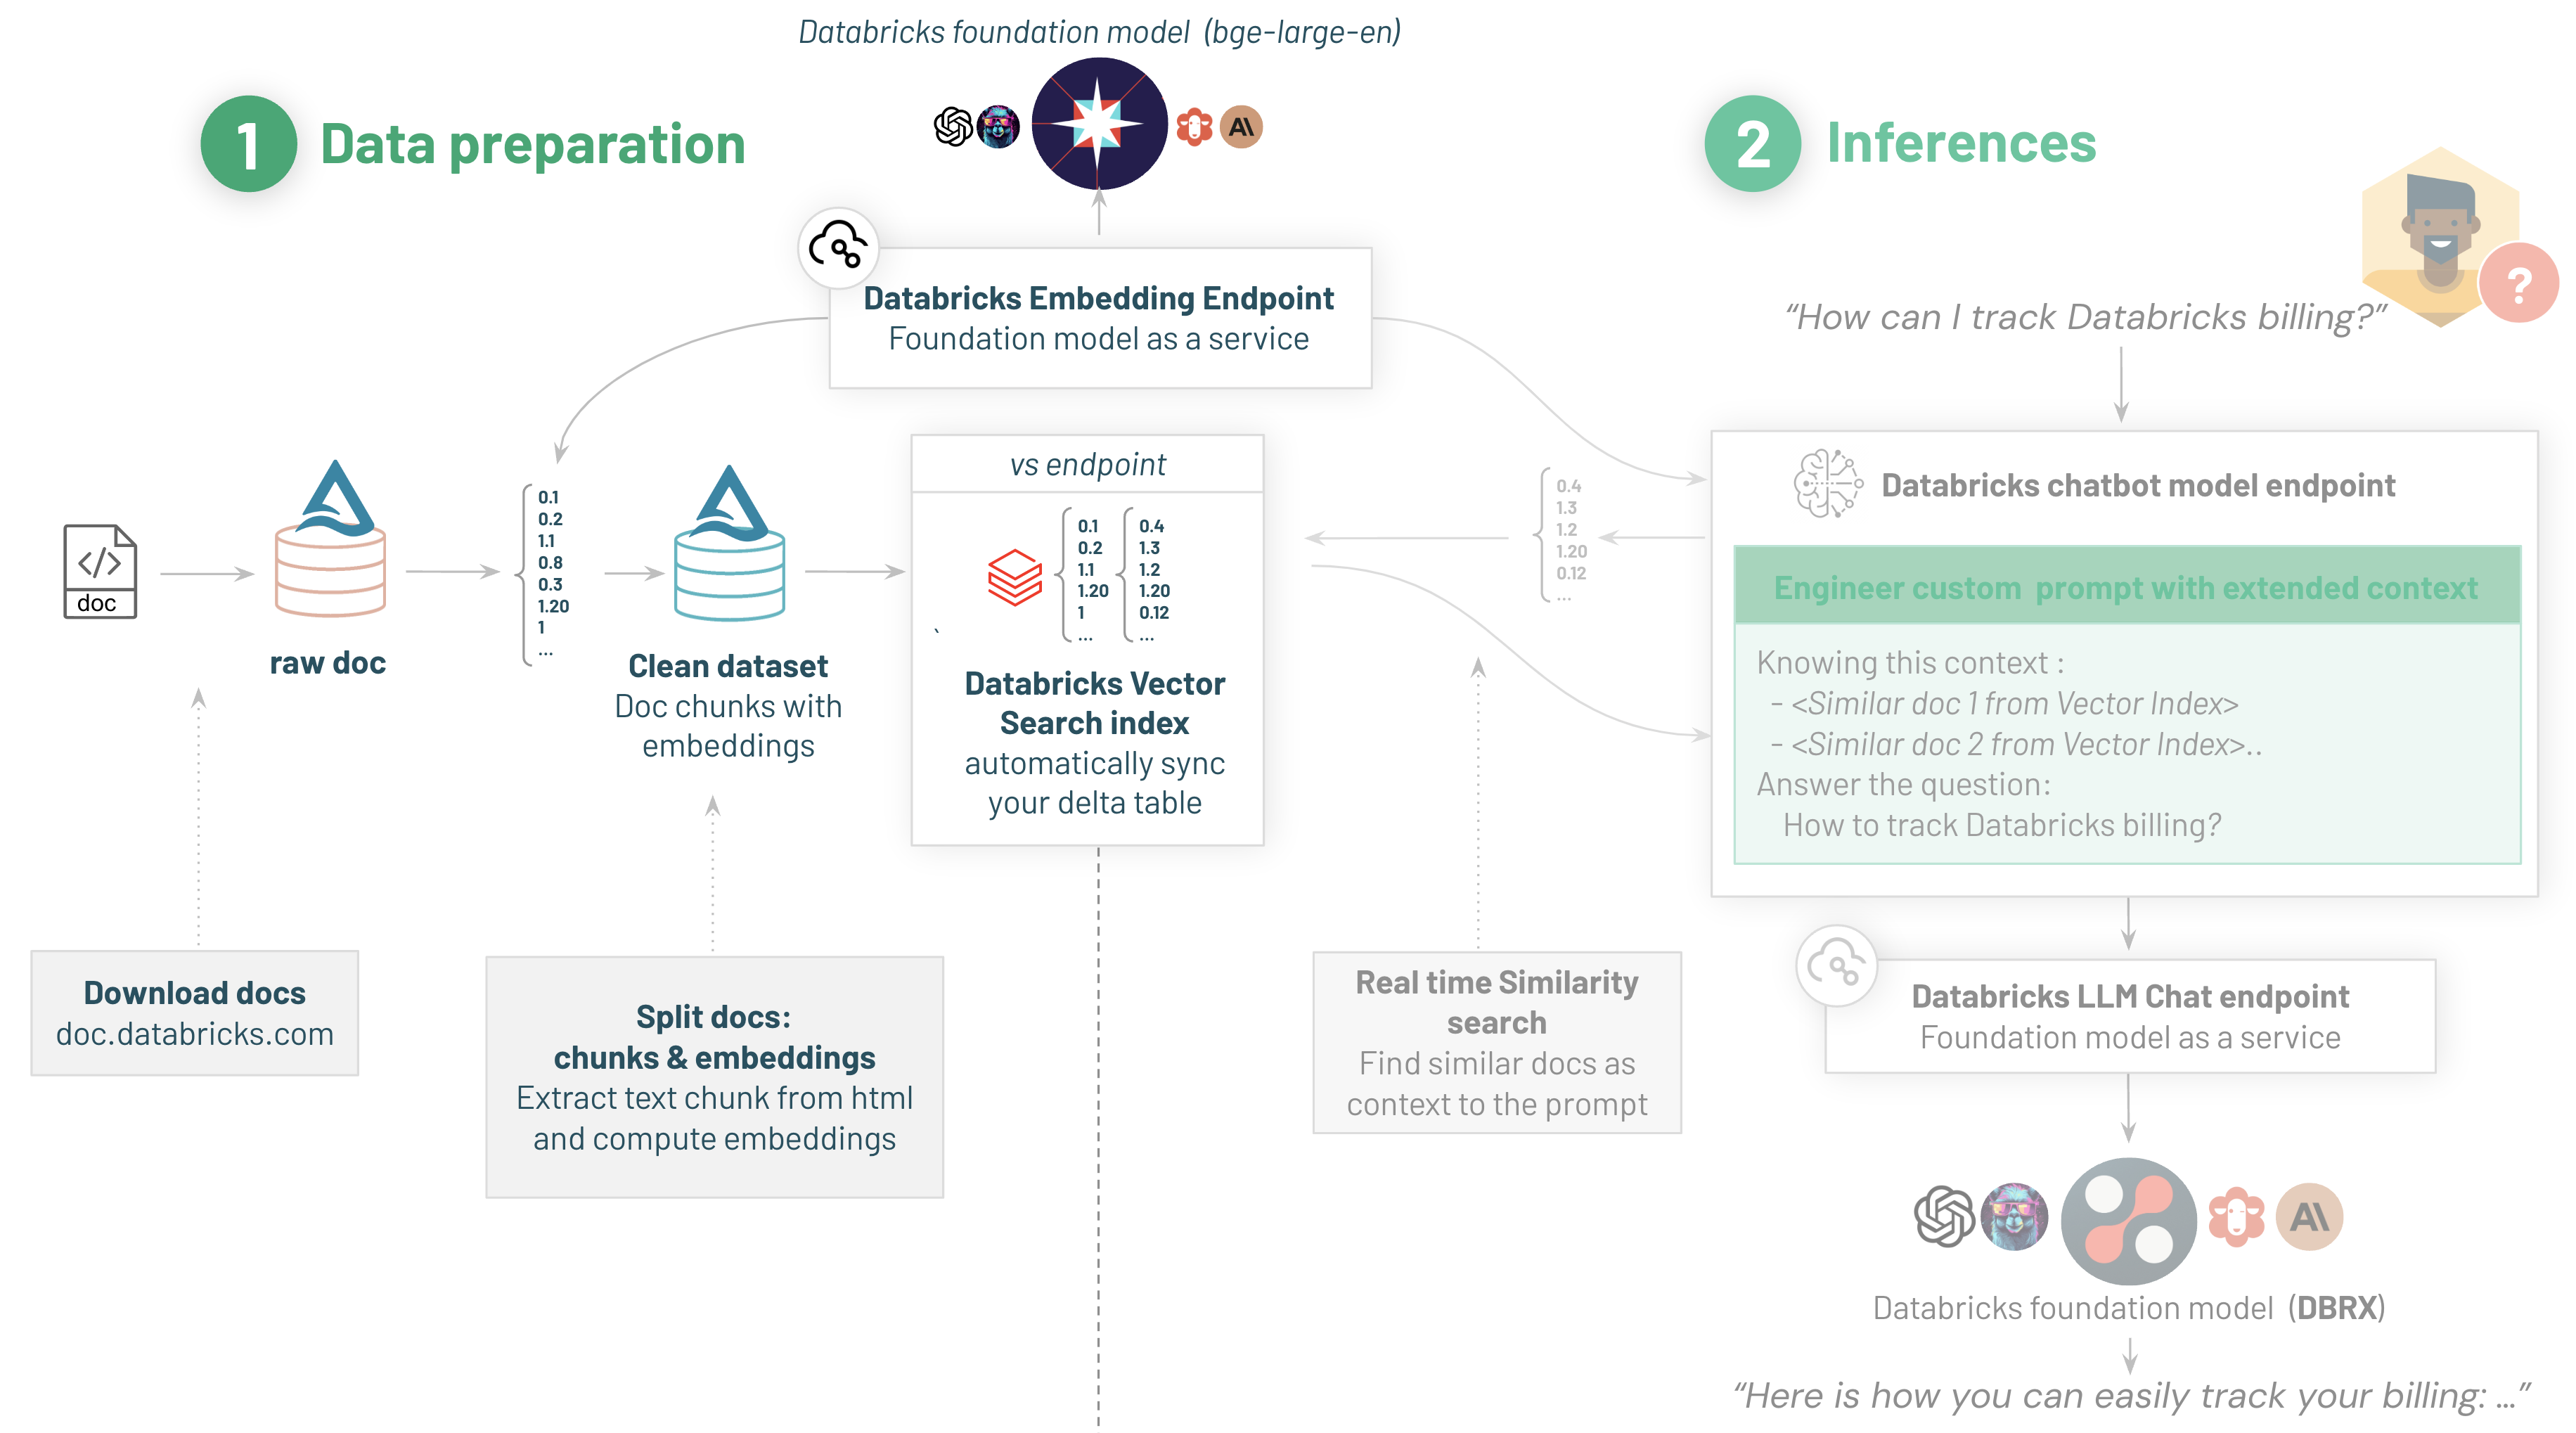 Databricks foundation model (bge-large-en)
1 Data preparation
Databricks Embedding Endpoint
Foundation model as a service
doc
raw doc
0.1
0.2
1.1
0.8
0.3
1.20
1
...
Clean dataset
Doc chunks with
embeddings
vs endpoint
0.1
0.2
1.1
1.20
1
...
0.4
1.3
1.2
1.20
0.12
...
`
Databricks Vector
Search index
automatically sync
your delta table
Download docs
doc.databricks.com
Split docs:
chunks & embeddings
Extract text chunk from html
and compute embeddings
2 Inferences
?
“How can I track Databricks billing?”
0.4
1.3
1.2
1.20
0.12
...
Real time Similarity
search
Find similar docs as
context to the prompt
Databricks chatbot model endpoint
Engineer custom prompt with extended context
Knowing this context :
- <Similar doc 1 from Vector Index>
- <Similar doc 2 from Vector Index>..
Answer the question:
How to track Databricks billing?
Databricks LLM Chat endpoint
Foundation model as a service
Databricks foundation model (DBRX)
“Here is how you can easily track your billing: ...”